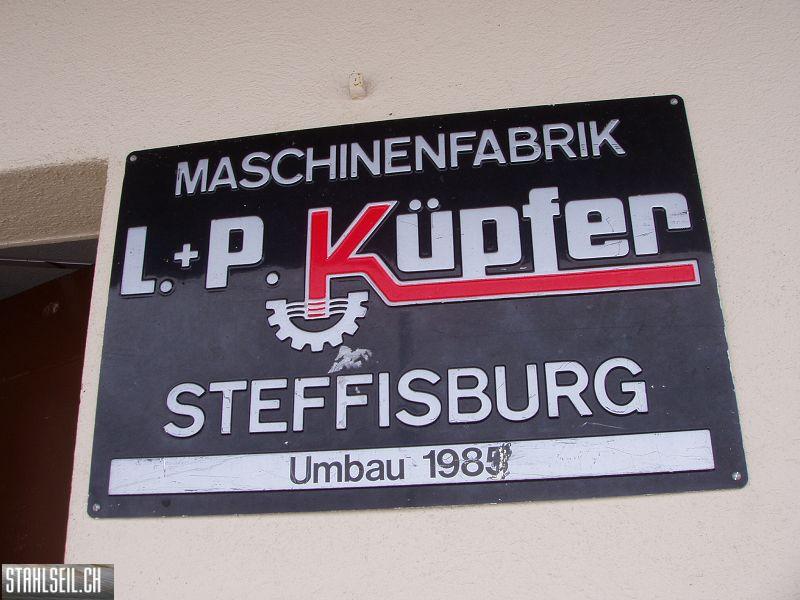 MASCHINENFABRIK
L.+P. Küpfer
STEFFISBURG
Umbau 1985
STAHLSEIL.CH